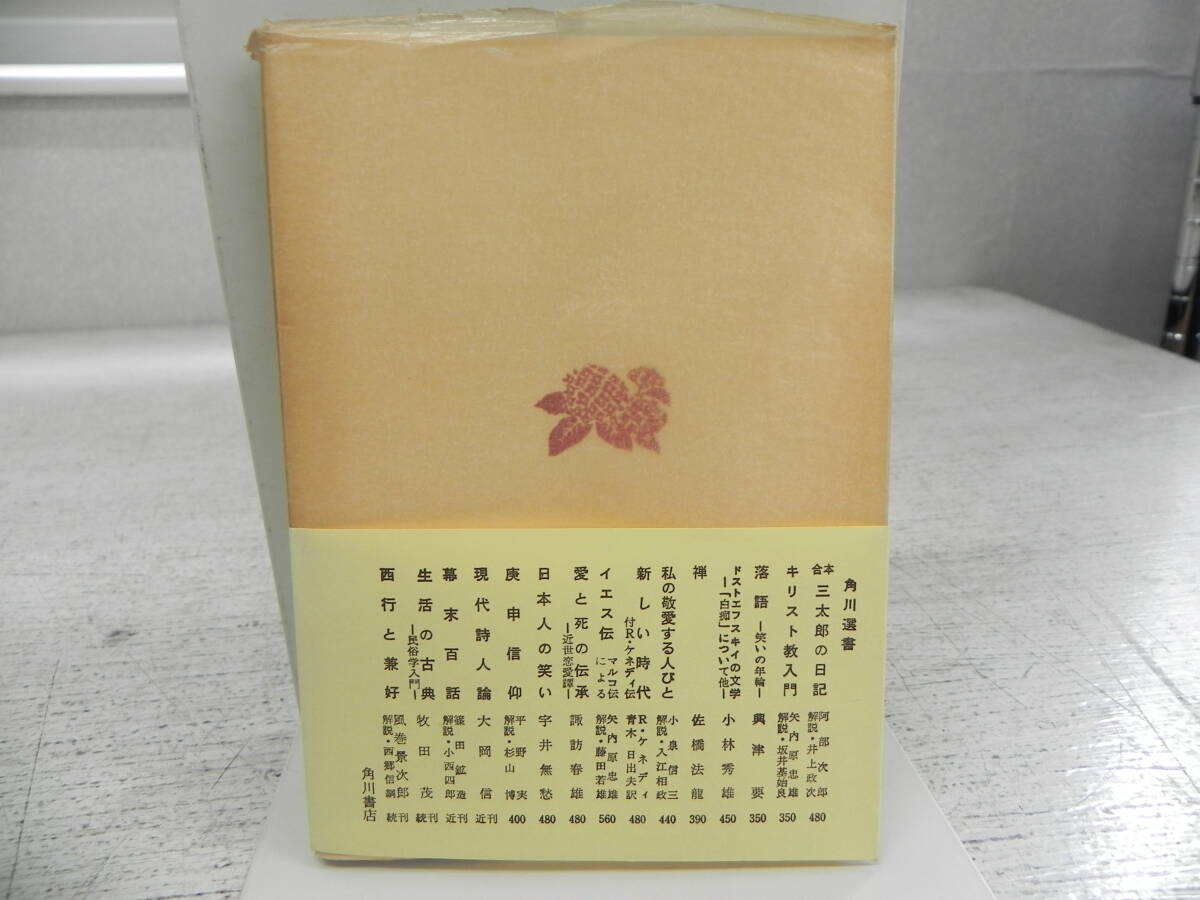 角川選書
合本 三太郎の日記 阿部次郎 解説・井上政次 480
キリスト教入門 矢内原忠雄 解説・坂井基始良 350
落語―笑いの年輪― 興津要 350
ドストエフスキイの文学―「白痴」について他― 小林秀雄 450
禅 佐橋法龍 390
私の敬愛する人びと 小泉信三 解説・入江相政 440
新しい時代 付R・ケネディ伝 R・ケネディ 青木日出夫訳 480
イエス伝 マルコ伝による 矢内原忠雄 解説・藤田若雄 560
愛と死の伝承―近世恋愛譚― 諏訪春雄 480
日本人の笑い 宇井無愁 480
庚申信仰 平野実 解説・杉山博 400
現代詩人論 大岡信 近刊
幕末百話 篠田鉱造 解説・小西四郎 近刊
生活の古典―民俗学入門― 牧田茂 続刊
西行と兼好 風巻景次郎 解説・西郷信綱 続刊
角川書店